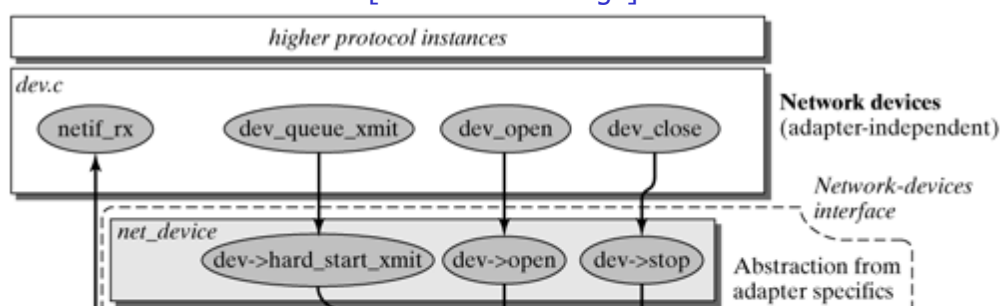 higher protocol instances
dev.c
netif_rx
dev_queue_xmit
dev_open
dev_close
Network devices
(adapter-independent)
Network-devices
interface
net_device
dev->hard_start_xmit
dev->open
dev->stop
Abstraction from
adapter specifics